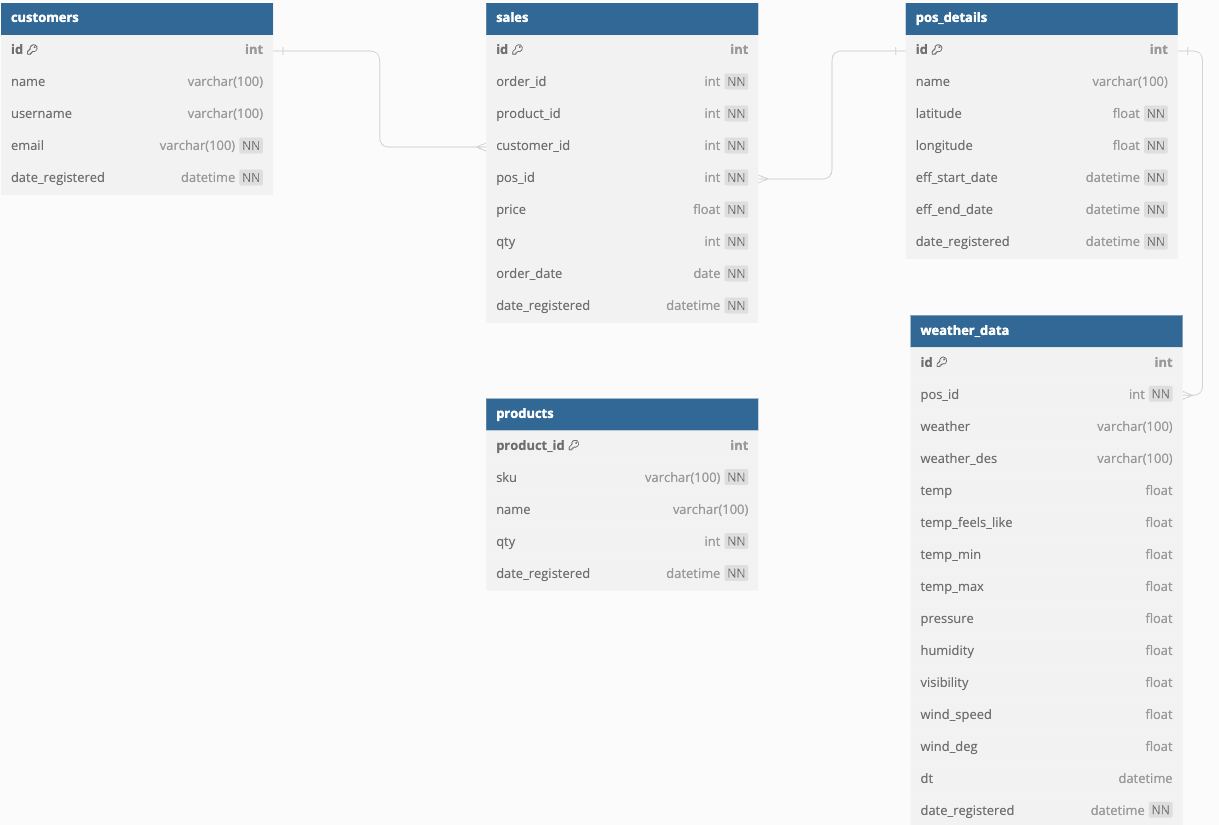 customers
id int
name varchar(100)
username varchar(100)
email varchar(100) NN
date_registered datetime NN
sales
id int
order_id int NN
product_id int NN
customer_id int NN
pos_id int NN
price float NN
qty int NN
order_date date NN
date_registered datetime NN
pos_details
id int
name varchar(100)
latitude float NN
longitude float NN
eff_start_date datetime NN
eff_end_date datetime NN
date_registered datetime NN
products
product_id int
sku varchar(100) NN
name varchar(100)
qty int NN
date_registered datetime NN
weather_data
id int
pos_id int NN
weather varchar(100)
weather_des varchar(100)
temp float
temp_feels_like float
temp_min float
temp_max float
pressure float
humidity float
visibility float
wind_speed float
wind_deg float
dt datetime
date_registered datetime NN